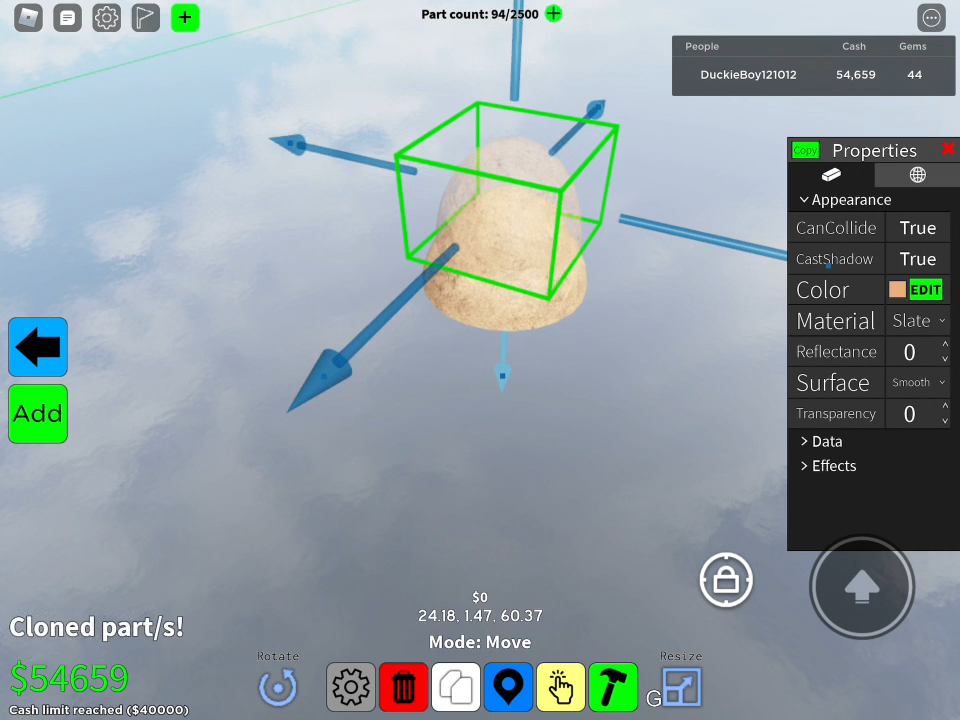 Part count: 94/2500
People Cash Gems
DuckieBoy121012 54,659 44
Copy Properties
Appearance
CanCollide True
CastShadow True
Color EDIT
Material Slate
Reflectance 0
Surface Smooth
Transparency 0
Data
Effects
Add
$0
24.18, 1.47, 60.37
Mode: Move
Cloned part/s!
$54659
Cash limit reached ($40000)
Rotate
Resize
G